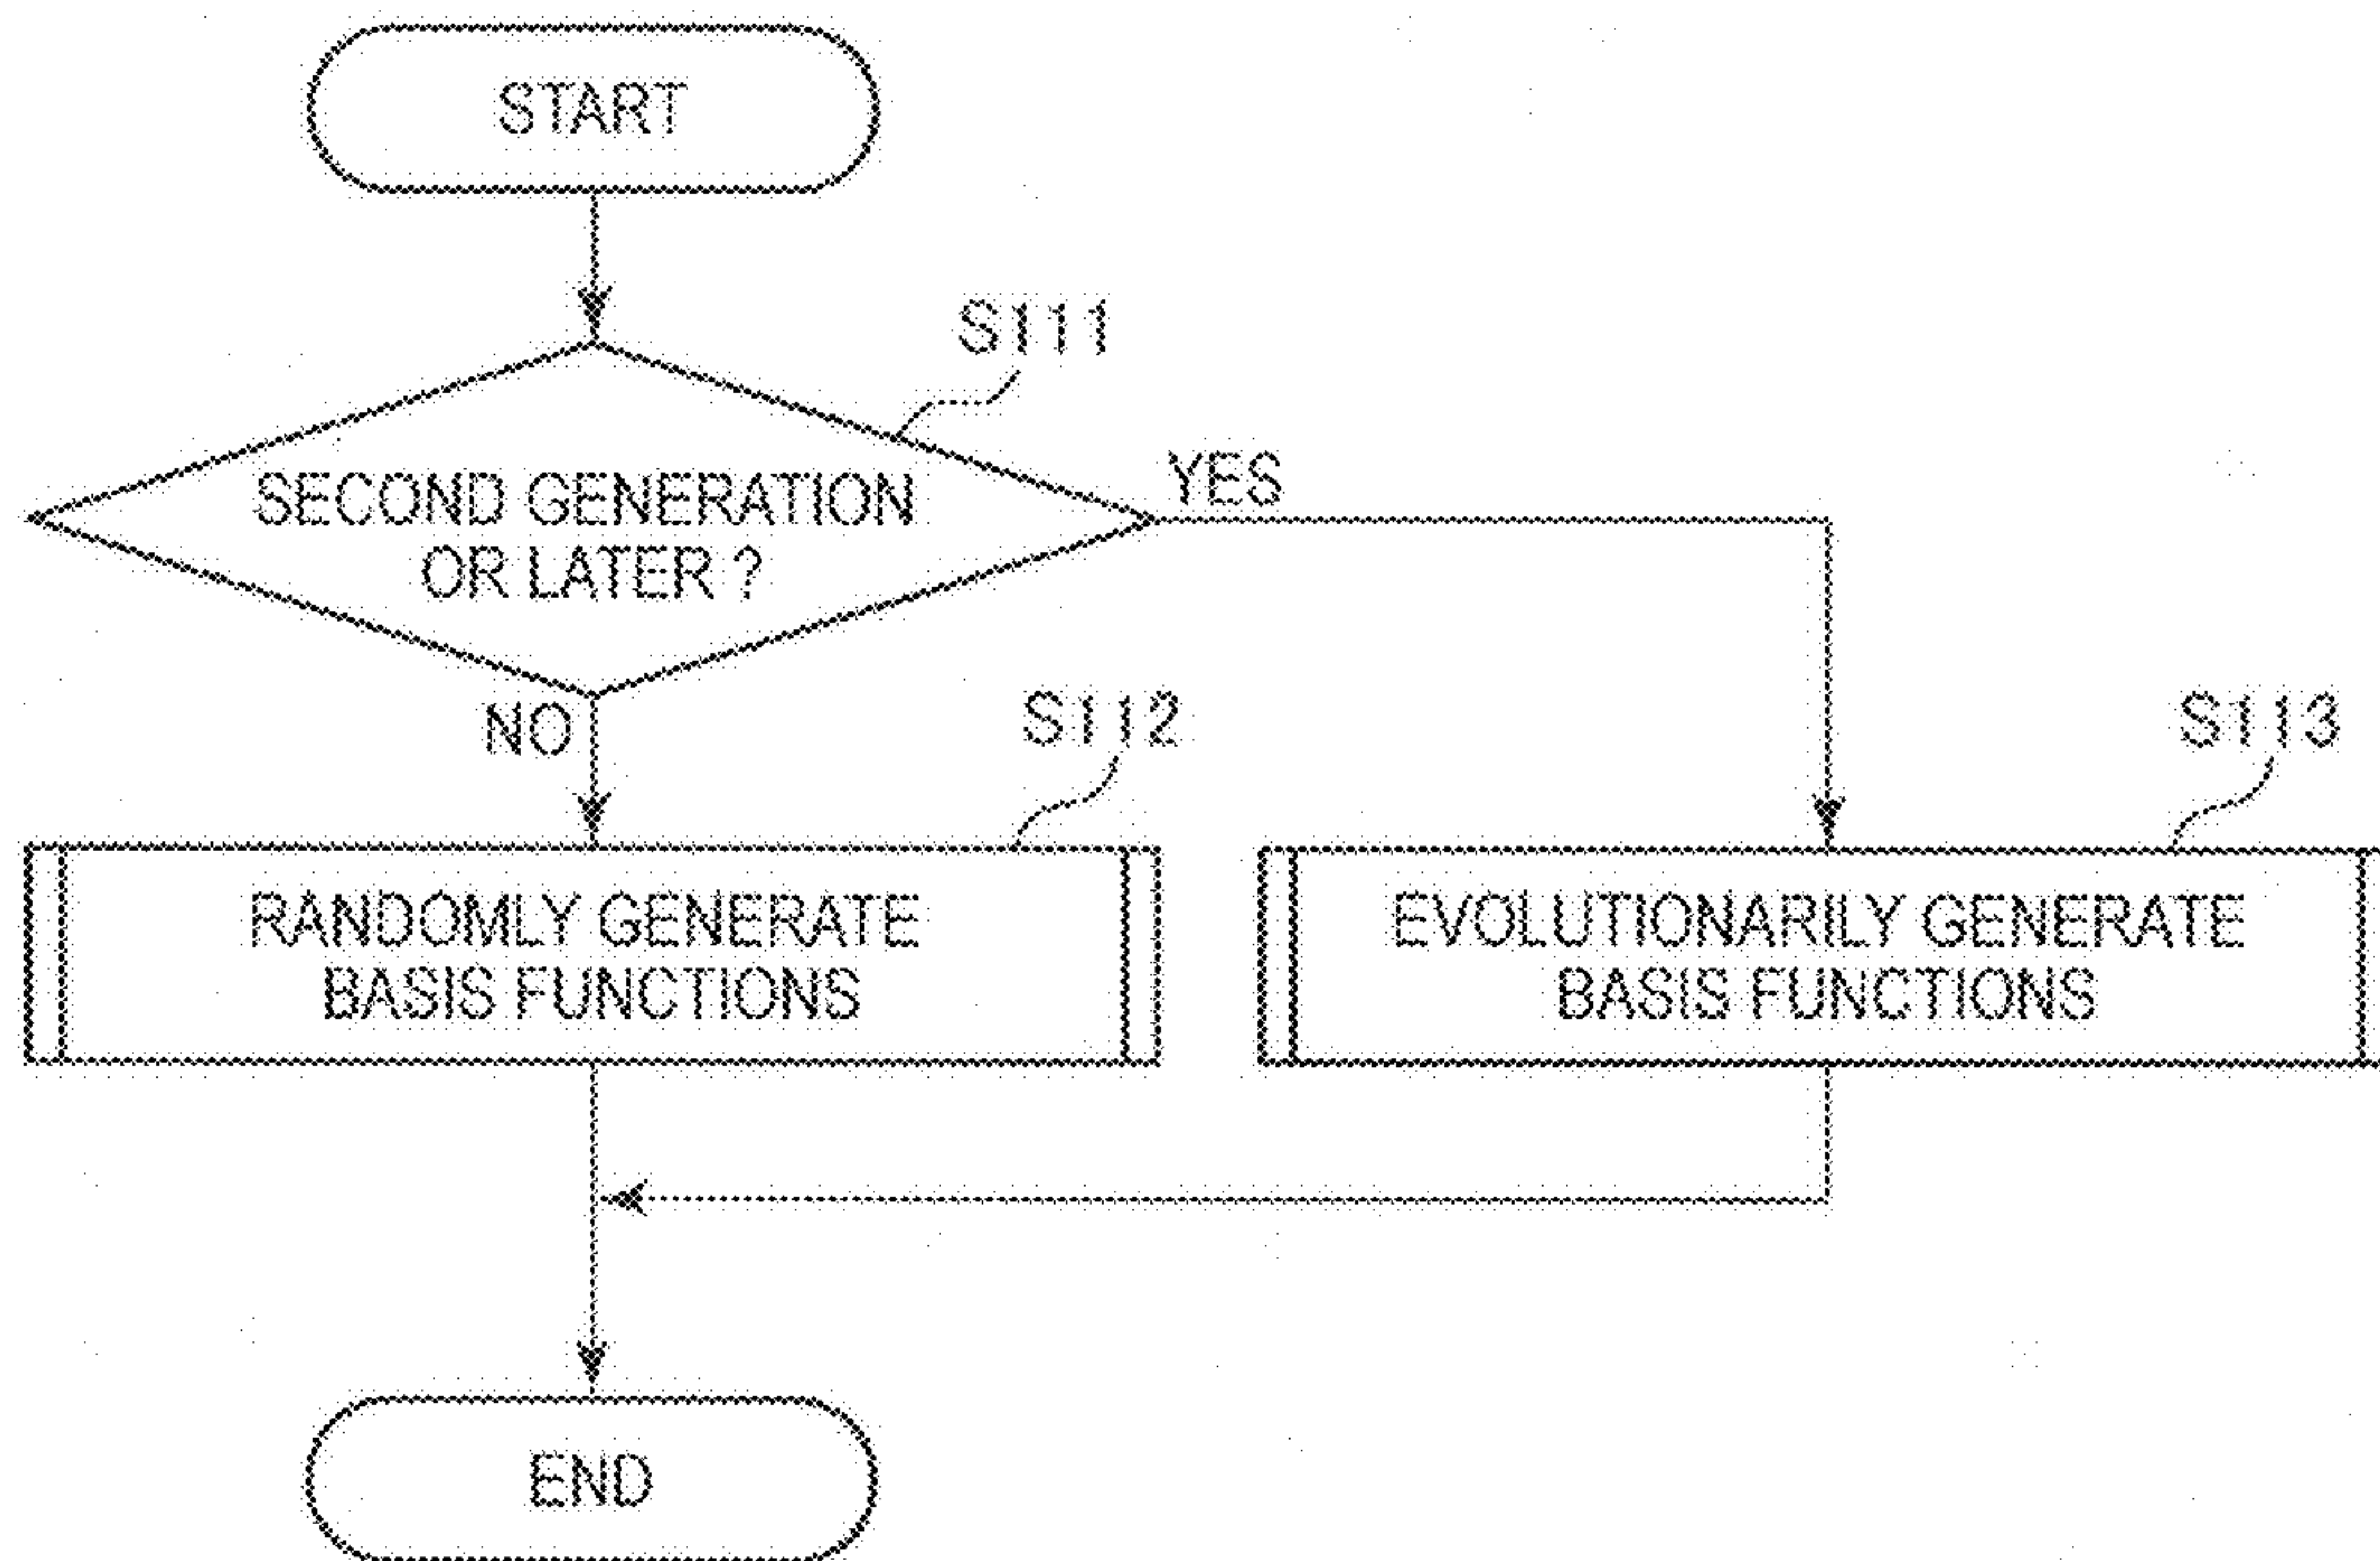 START
S111
SECOND GENERATION
OR LATER ?
YES
NO
S112
S113
RANDOMLY GENERATE
BASIS FUNCTIONS
EVOLUTIONARILY GENERATE
BASIS FUNCTIONS
END